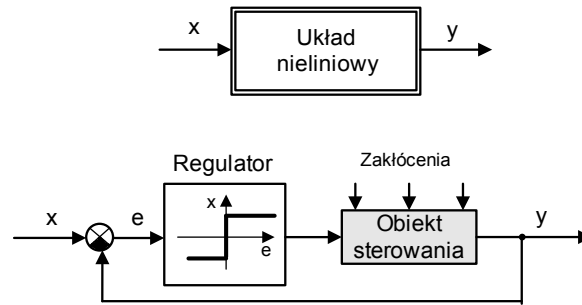 x
Układ
nieliniowy
y
Regulator
Zakłócenia
x
e
x
e
Obiekt
sterowania
y